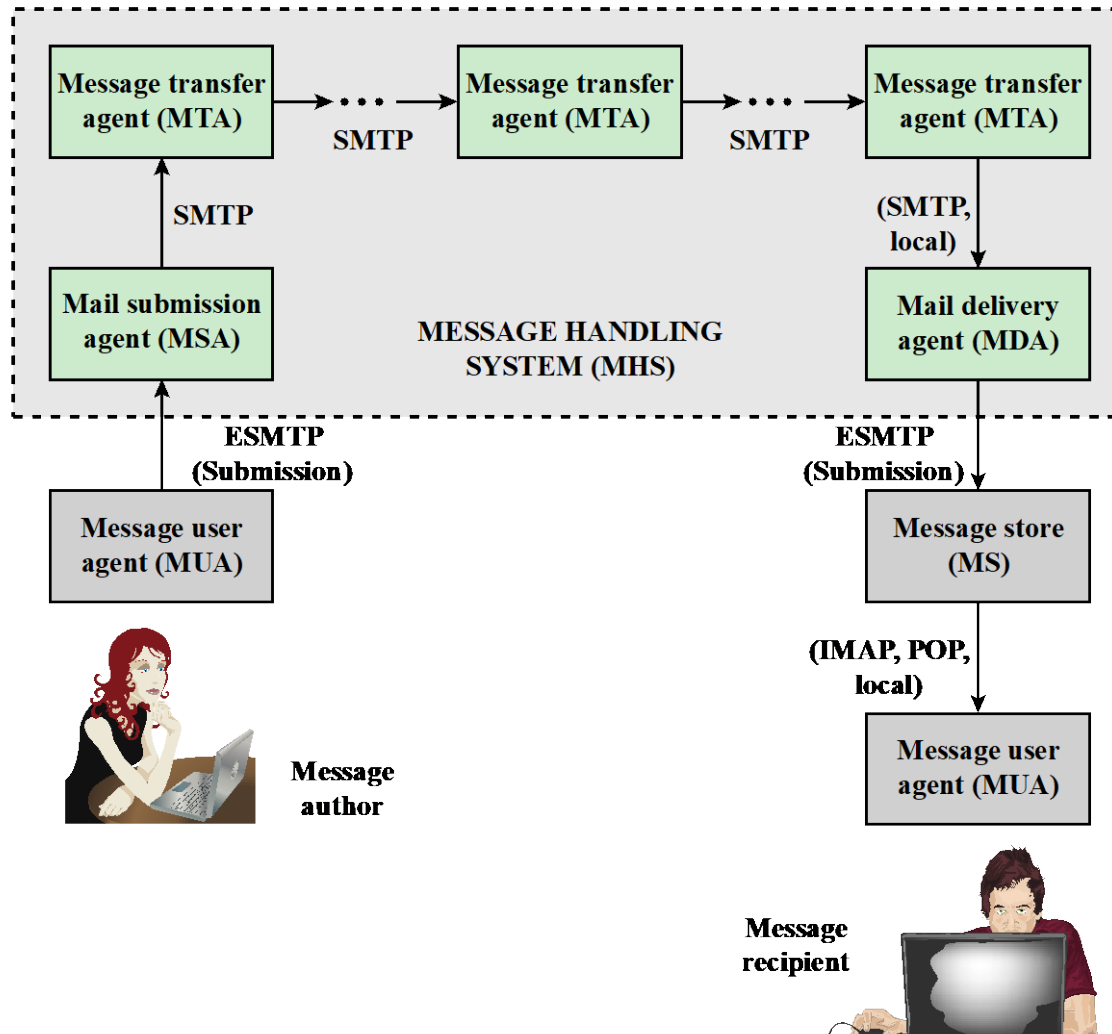 Message transfer
agent (MTA)
SMTP
Message transfer
agent (MTA)
SMTP
Message transfer
agent (MTA)
SMTP
(SMTP,
local)
Mail submission
agent (MSA)
MESSAGE HANDLING
SYSTEM (MHS)
Mail delivery
agent (MDA)
ESMTP
(Submission)
ESMTP
(Submission)
Message user
agent (MUA)
Message store
(MS)
(IMAP, POP,
local)
Message
author
Message user
agent (MUA)
Message
recipient